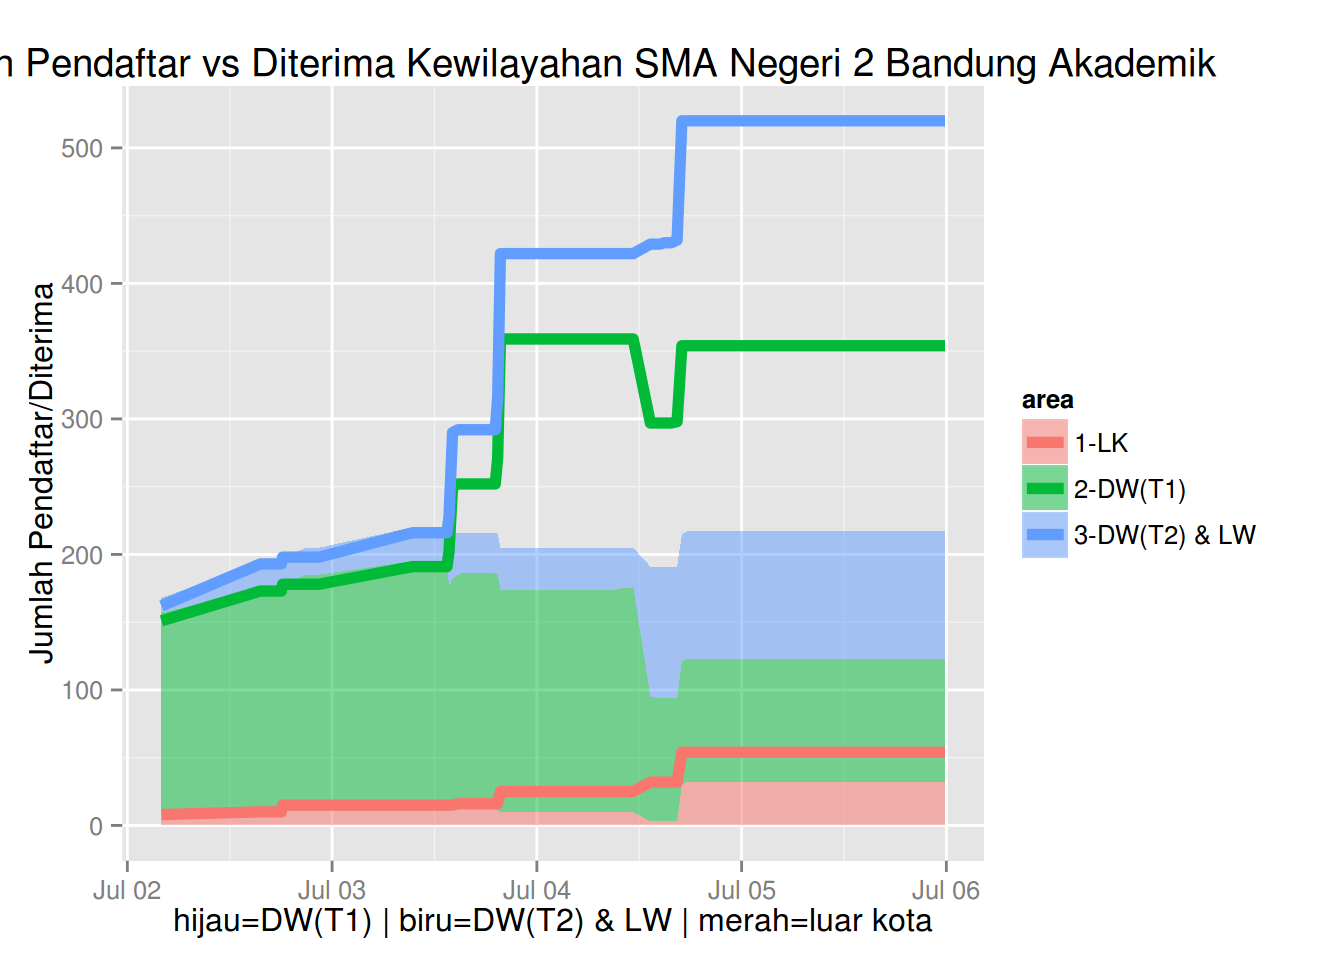 Pendaftar vs Diterima Kewilayahan SMA Negeri 2 Bandung Akademik
Jumlah Pendaftar/Diterima
500
400
300
200
100
0
Jul 02
Jul 03
Jul 04
Jul 05
Jul 06
hijau=DW(T1) | biru=DW(T2) & LW | merah=luar kota
area
1-LK
2-DW(T1)
3-DW(T2) & LW